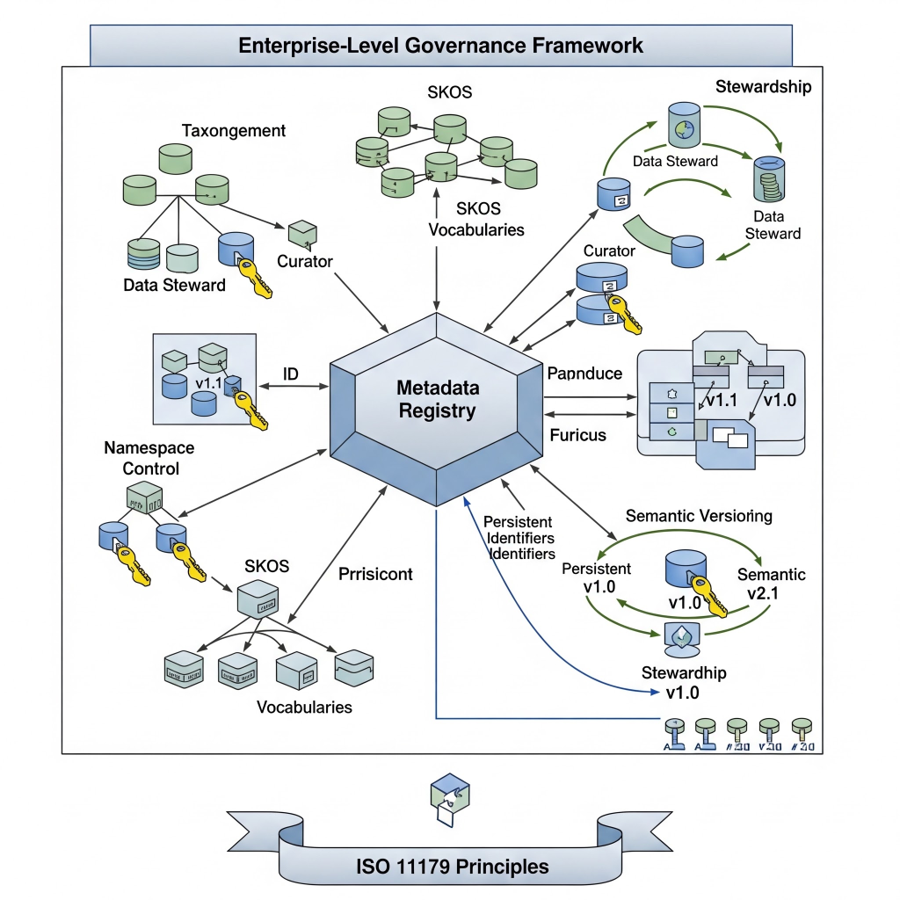 Enterprise-Level Governance Framework
SKOS
Stewardship
Taxongement
Data Steward
SKOS
Vocabularies
Data
Steward
Curator
Curator
Data Steward
ID
v1.1
Metadata
Registry
Panduce
v1.1
v1.0
Furicus
Namespace
Control
Persistent
Identifiers
Identifiers
Semantic Versioring
SKOS
Prrisicont
Persistent
v1.0
v1.0
Semantic
v2.1
Stewardhip
v1.0
Vocabularies
ISO 11179 Principles